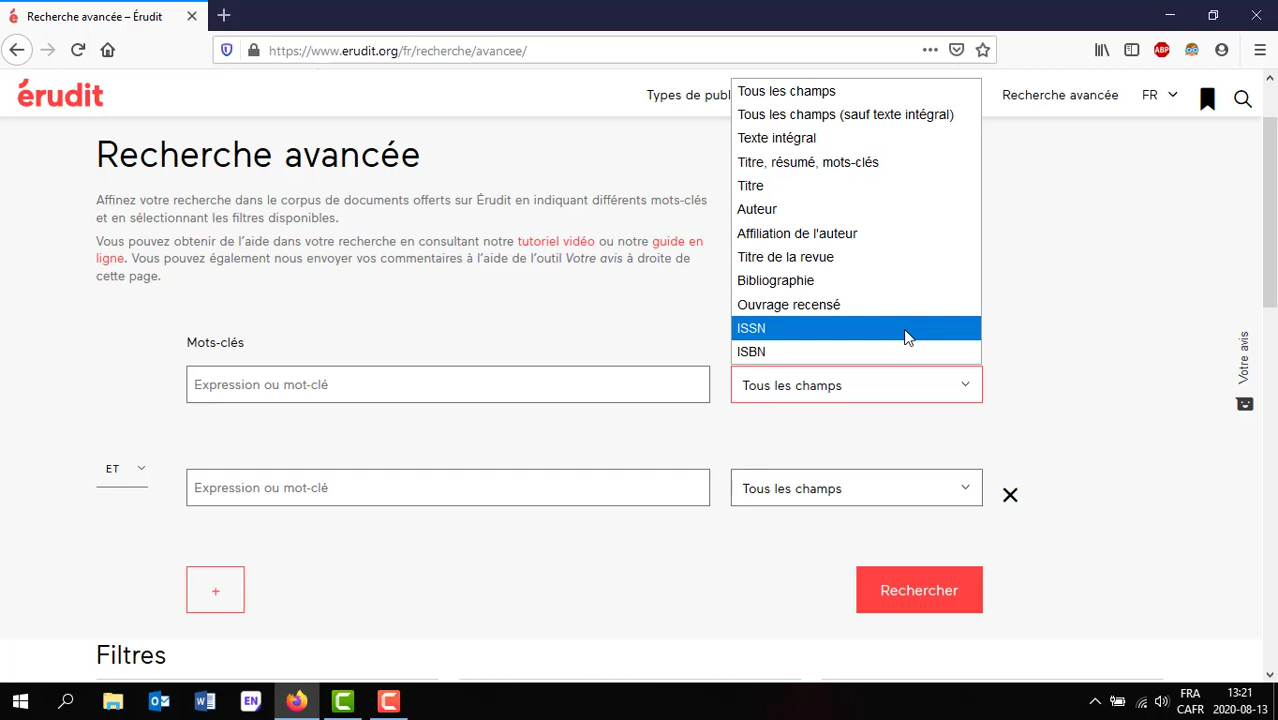 Recherche avancée – Érudit
https://www.erudit.org/fr/recherche/avancee/
ABP
érudit
Types de publ
Recherche avancée
FR
Recherche avancée
Affinez votre recherche dans le corpus de documents offerts sur Érudit en indiquant différents mots-clés
et en sélectionnant les filtres disponibles.
Vous pouvez obtenir de l'aide dans votre recherche en consultant notre tutoriel vidéo ou notre guide en
ligne. Vous pouvez également nous envoyer vos commentaires à l'aide de l'outil Votre avis à droite de
cette page.
Tous les champs
Tous les champs (sauf texte intégral)
Texte intégral
Titre, résumé, mots-clés
Titre
Auteur
Affiliation de l'auteur
Titre de la revue
Bibliographie
Ouvrage recensé
ISSN
ISBN
Mots-clés
Expression ou mot-clé
Tous les champs
Votre avis
ET
Expression ou mot-clé
Tous les champs
+
Rechercher
Filtres
EN
FRA
CAFR
13:21
2020-08-13